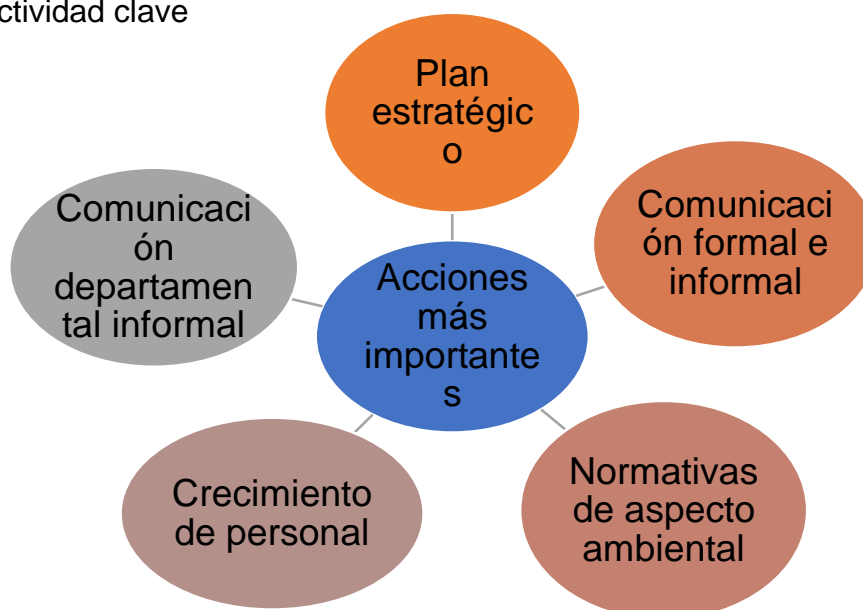 ctividad clave
Plan
estratégic
o
Comunicaci
ón formal e
informal
Normativas
de aspecto
ambiental
Crecimiento
de personal
Comunicaci
ón
departamen
tal informal
Acciones
más
importante
s